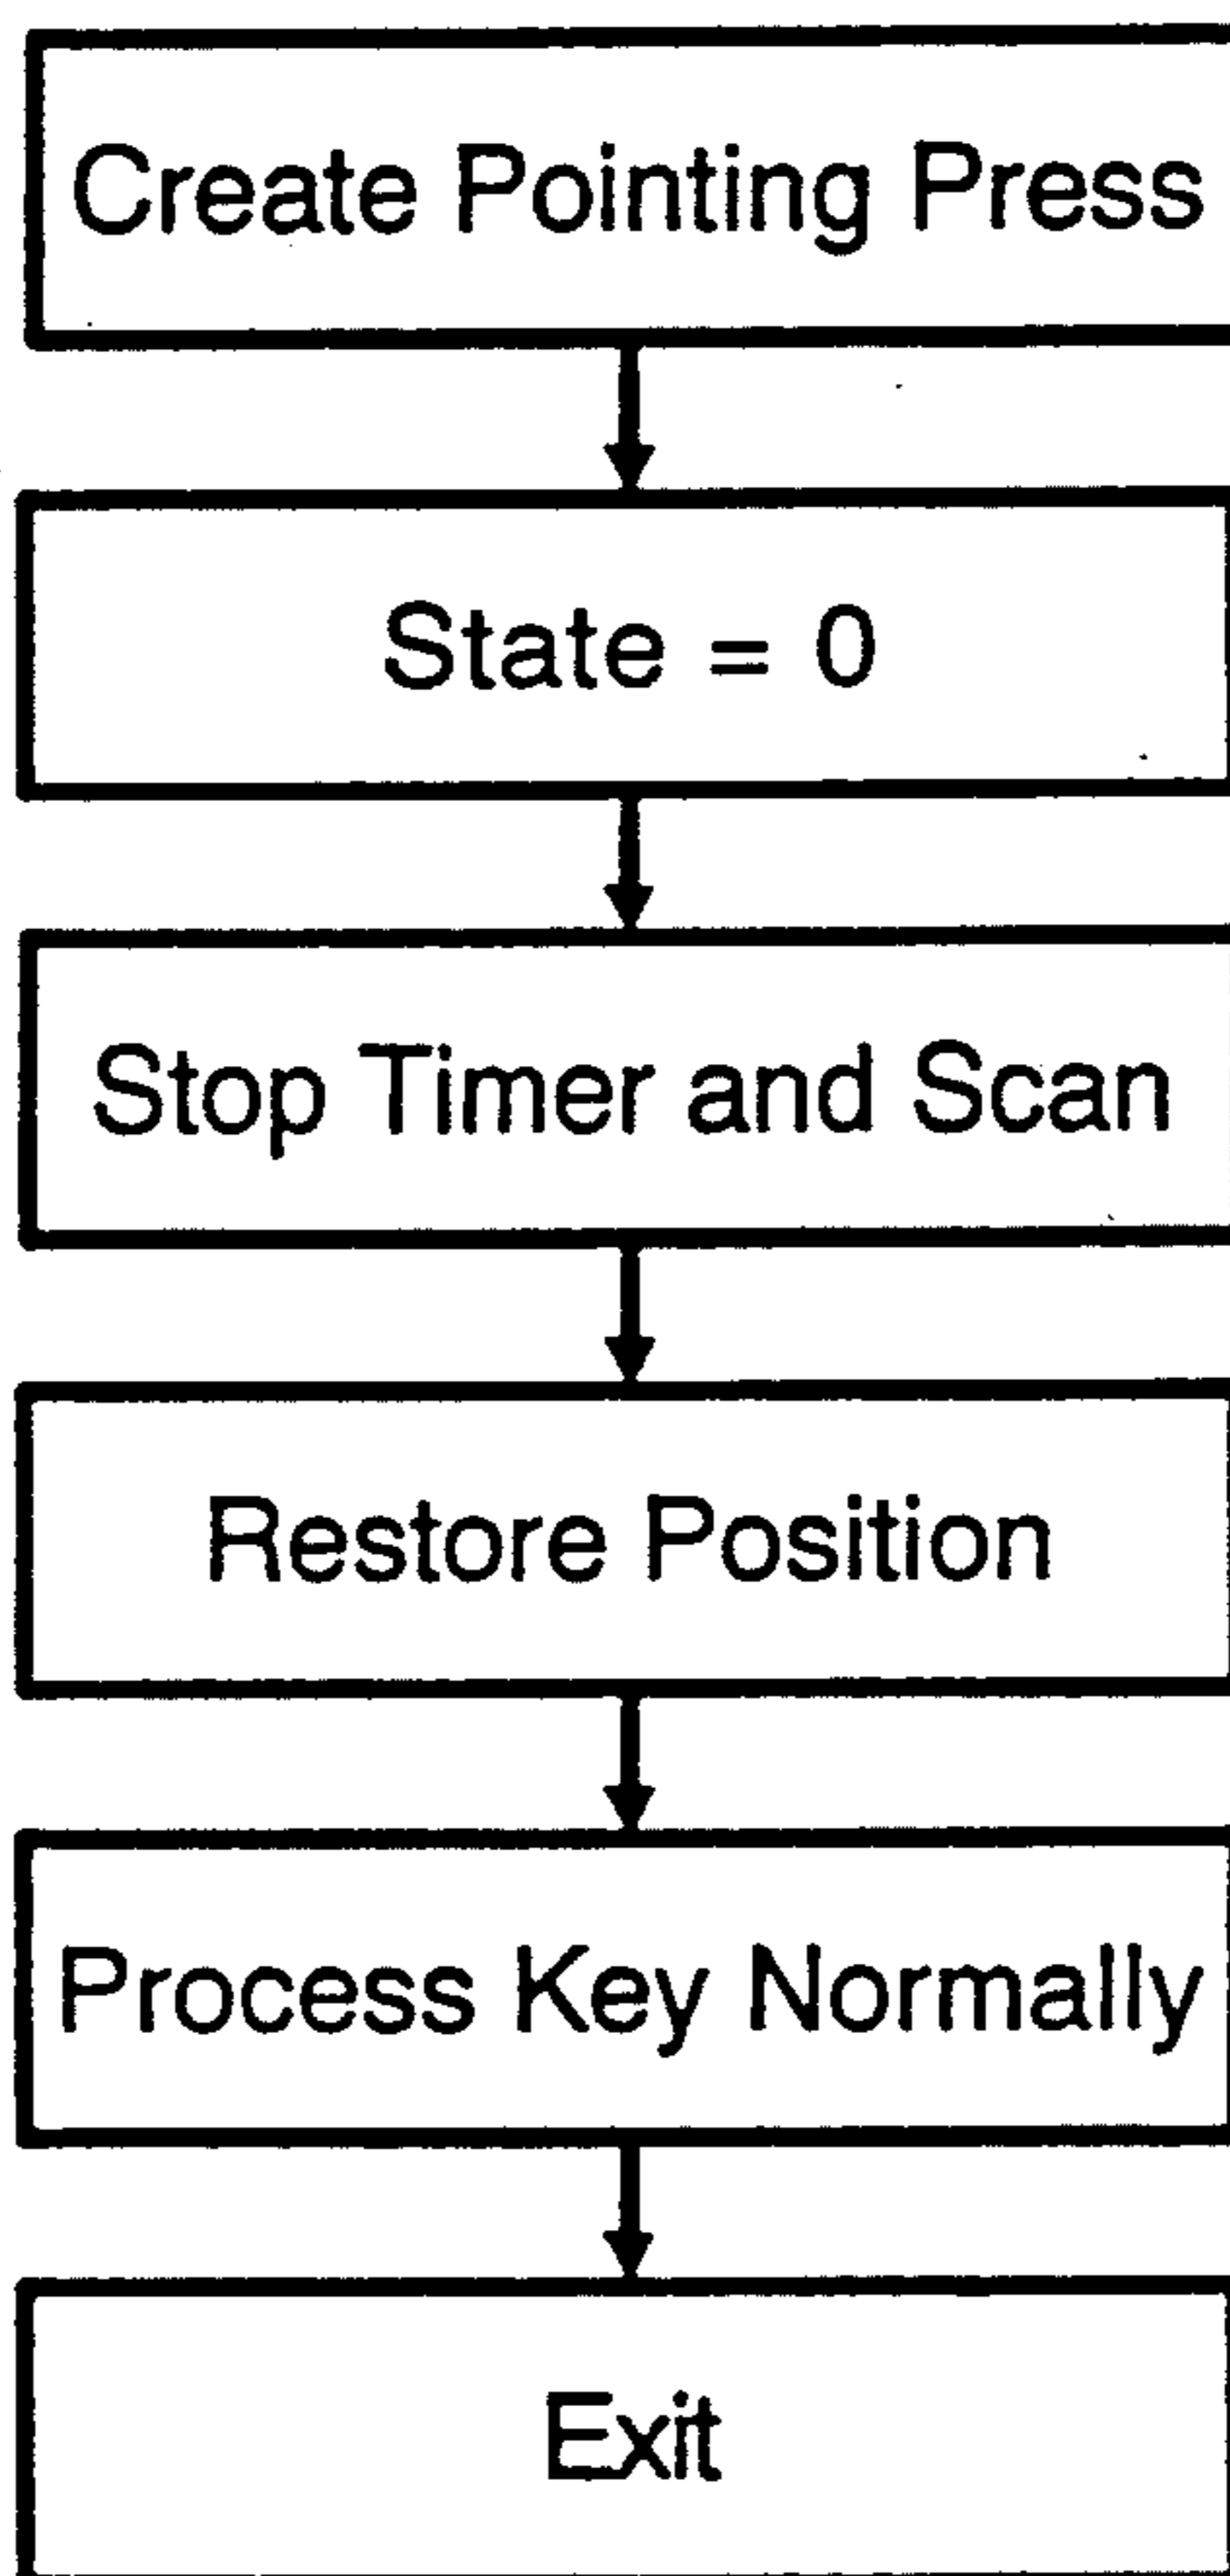 Create Pointing Press
State = 0
Stop Timer and Scan
Restore Position
Process Key Normally
Exit